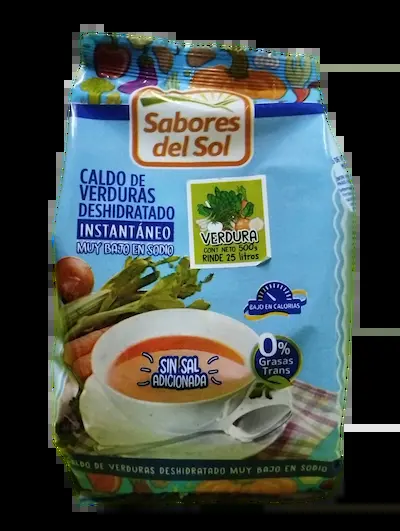 Sabores
del Sol
CALDO DE
VERDURAS
DESHIDRATADO
INSTANTÁNEO
MUY BAJO EN SODIO
VERDURA
CONT NETO 500g
RINDE 25 litros
BAJO EN CALORIAS
0%
Grasas
Trans
SIN SAL
ADICIONADA
CALDO DE VERDURAS DESHIDRATADO MUY BAJO EN SODIO